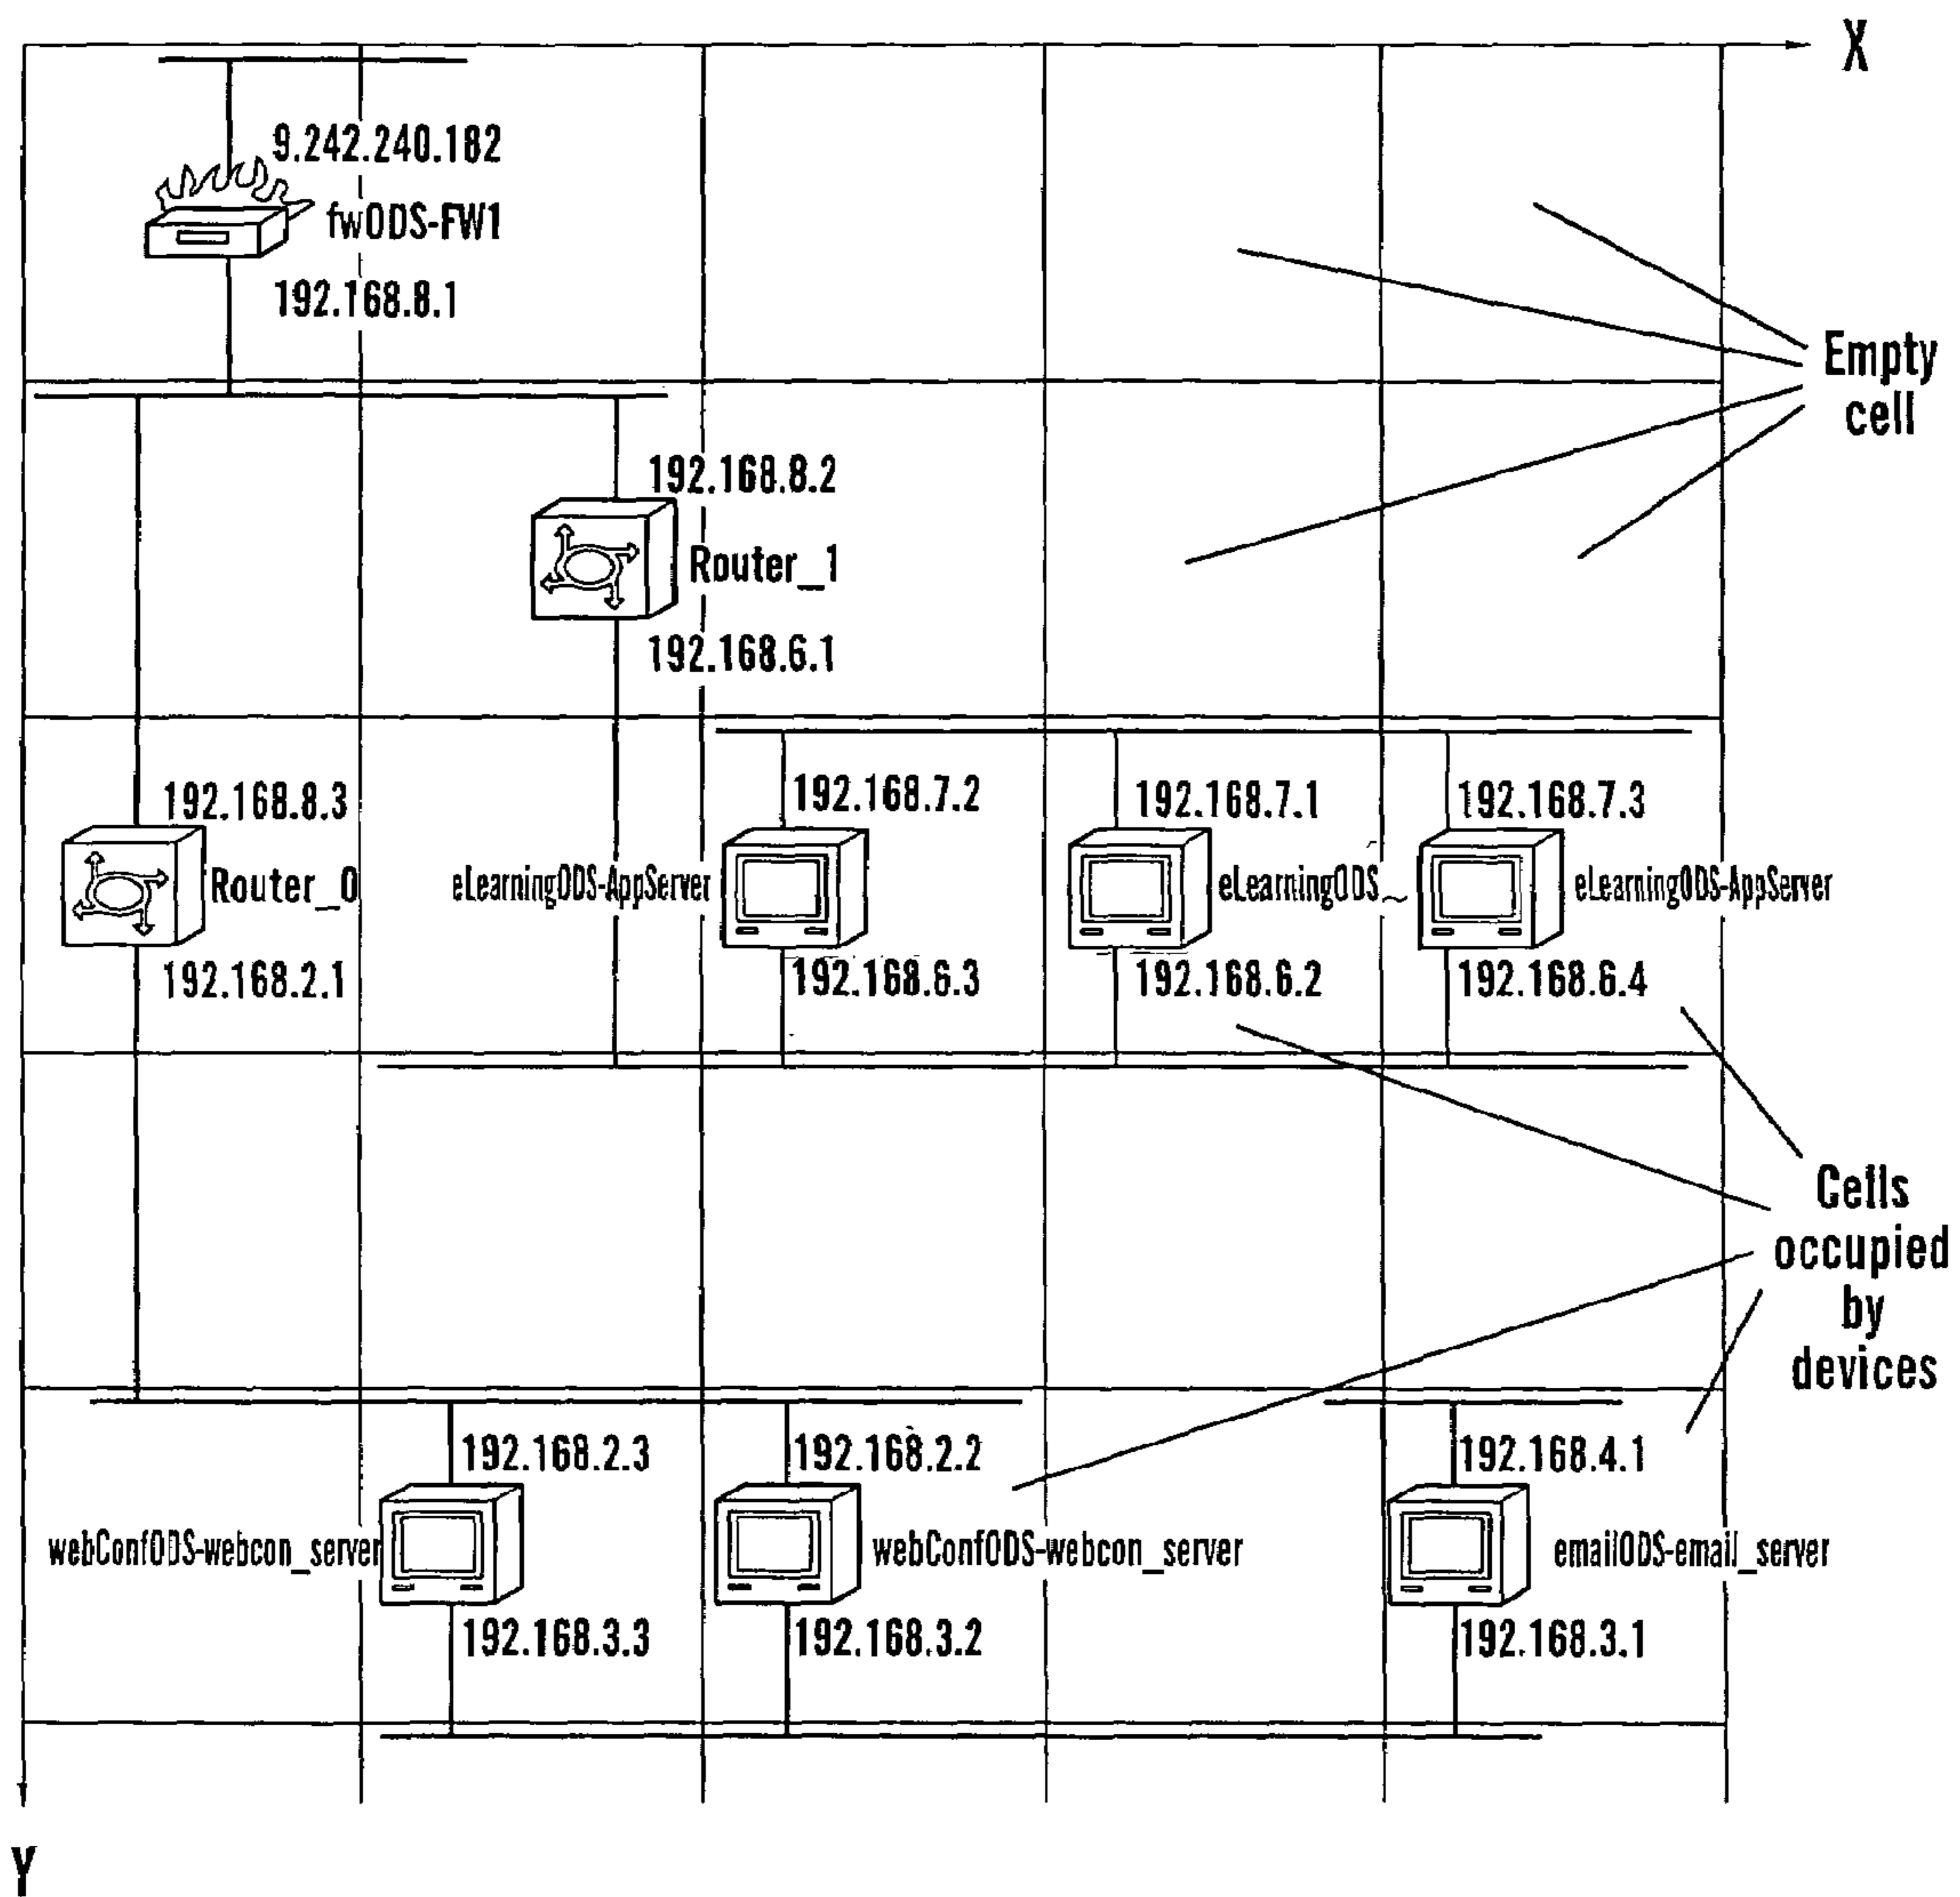 X
9.242.240.182
fwODS-FW1
192.168.8.1
Empty
cell
192.168.8.2
Router_1
192.168.6.1
192.168.8.3
Router_0
192.168.2.1
192.168.7.2
eLearningODS-AppServer
192.168.6.3
192.168.7.1
eLearningODS~
192.168.6.2
192.168.7.3
eLearningODS-AppServer
192.168.6.4
Cells
occupied
by
devices
192.168.2.3
webConfODS-webcon_server
192.168.3.3
192.168.2.2
webConfODS-webcon_server
192.168.3.2
192.168.4.1
emailODS-email_server
192.168.3.1
Y